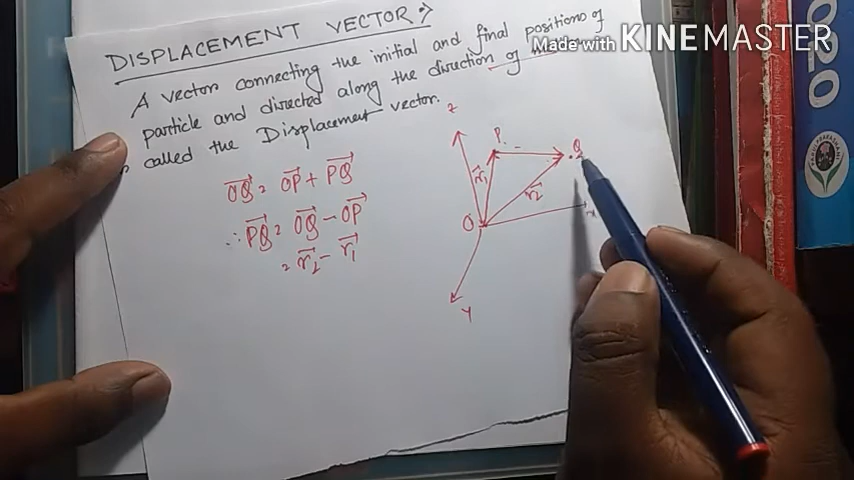 DISPLACEMENT VECTOR :-
A vector connecting the initial and final positions of
particle and directed along the direction of
called the Displacement vector.
OQ = OP + PQ
∴ PQ = OQ - OP
= r2 - r1
Z
P
Q
r1
r2
O
x
Y
Made with KINEMASTER